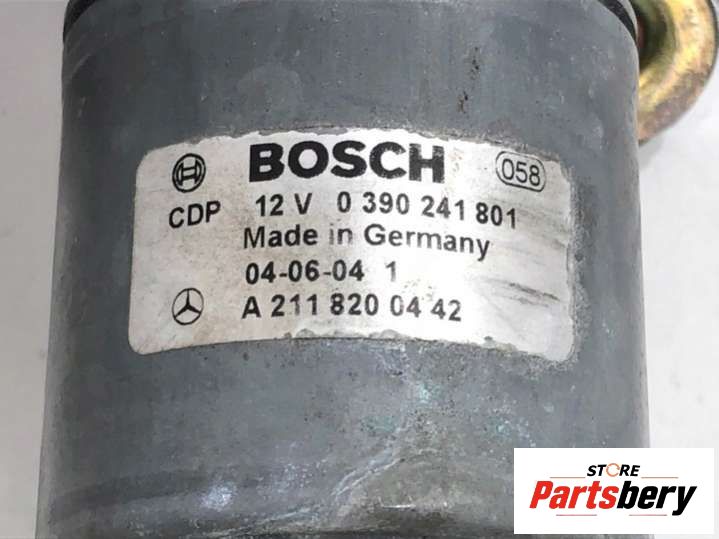 BOSCH 058
CDP 12 V 0 390 241 801
Made in Germany
04-06-04 1
A 211 820 04 42
STORE
Partsbery